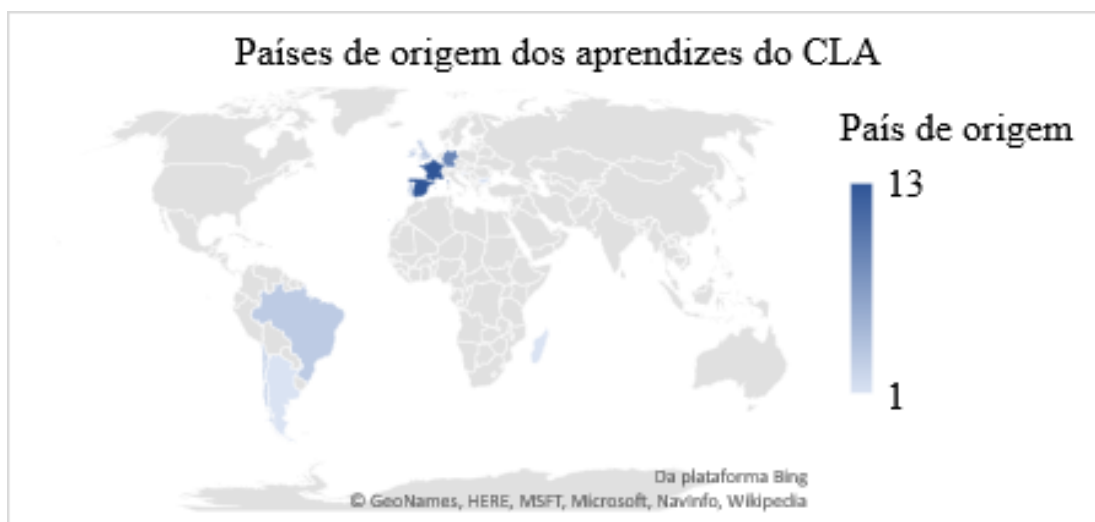 Países de origem dos aprendizes do CLA
País de origem
13
1
Da plataforma Bing
© GeoNames, HERE, MSFT, Microsoft, NavInfo, Wikipedia